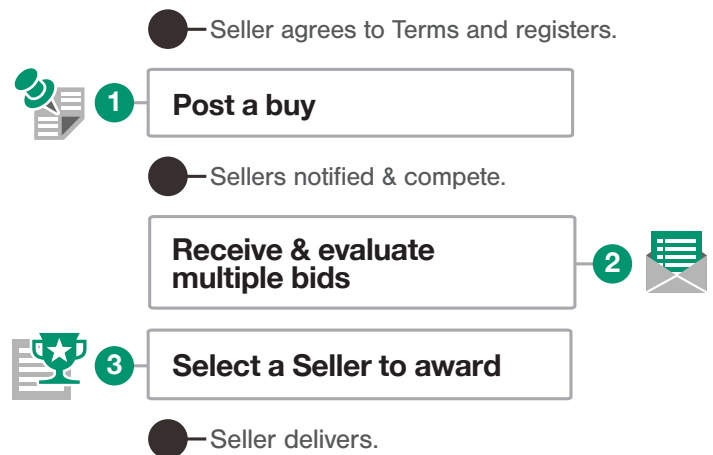 Seller agrees to Terms and registers.
1
Post a buy
Sellers notified & compete.
Receive & evaluate
multiple bids
2
3
Select a Seller to award
Seller delivers.